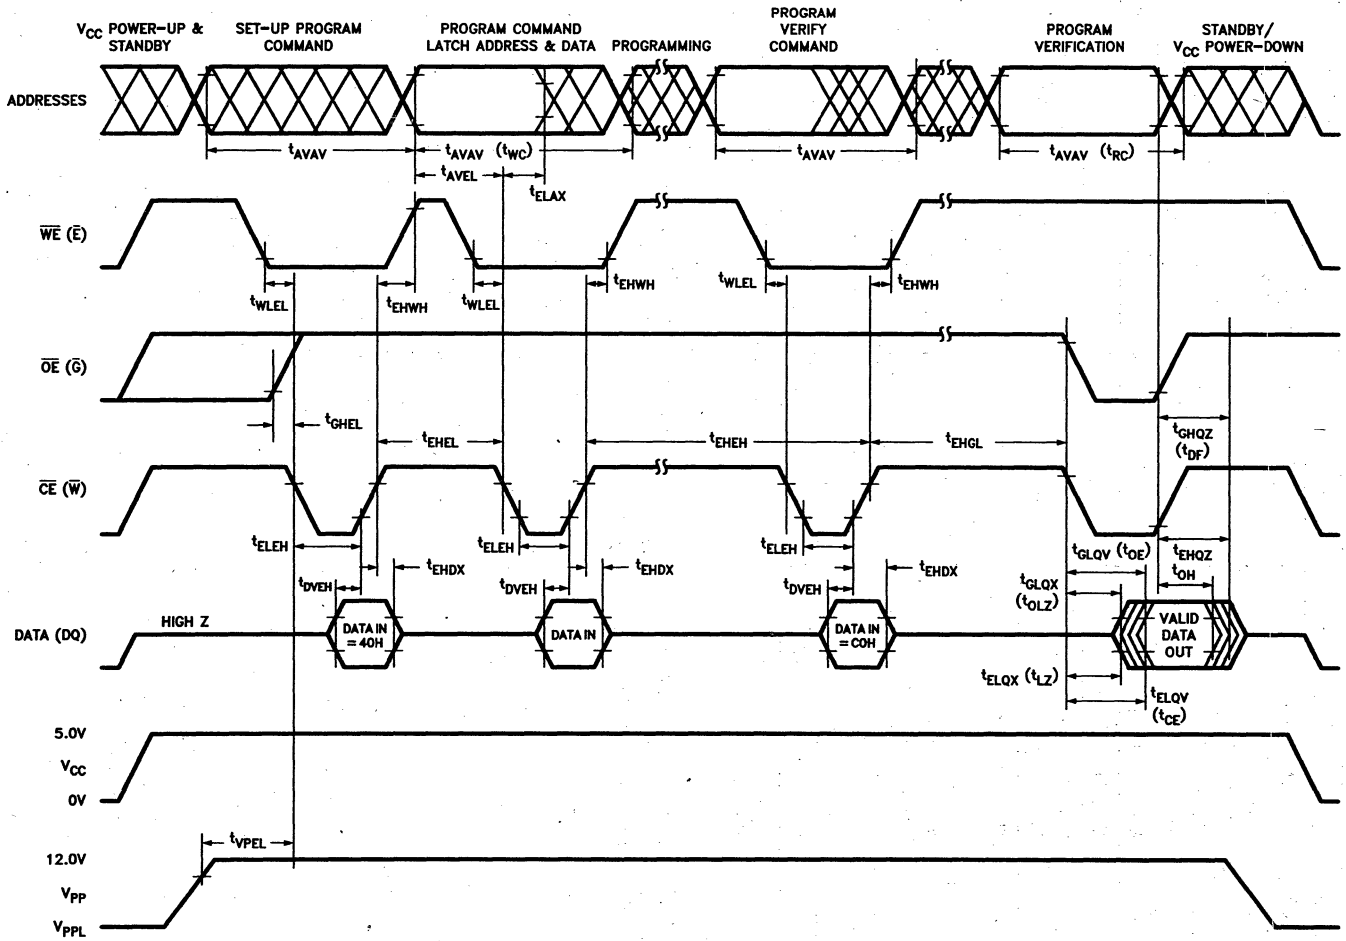 VCC POWER-UP & STANDBY
SET-UP PROGRAM COMMAND
PROGRAM COMMAND LATCH ADDRESS & DATA
PROGRAMMING
PROGRAM VERIFY COMMAND
PROGRAM VERIFICATION
STANDBY/ VCC POWER-DOWN
ADDRESSES
tAVAV
tAVAV (tWC)
tAVAV
tAVAV (tRC)
tAVEL
tELAX
WE (E)
tWLEL
tEHWH
tWLEL
tEHWH
tWLEL
tEHWH
OE (G)
tGHEL
tEHEL
tEHEH
tEHGL
tGHQZ (tDF)
CE (W)
tELEH
tELEH
tELEH
tGLQV (tOE)
tEHQZ
tDVEH
tEHDX
tDVEH
tEHDX
tDVEH
tEHDX
tGLQX (tOLZ)
tOH
DATA (DQ)
HIGH Z
DATA IN = 40H
DATA IN
DATA IN = C0H
VALID DATA OUT
tELQX (tLZ)
tELQV (tCE)
5.0V
VCC
0V
tVPEL
12.0V
VPP
VPPL